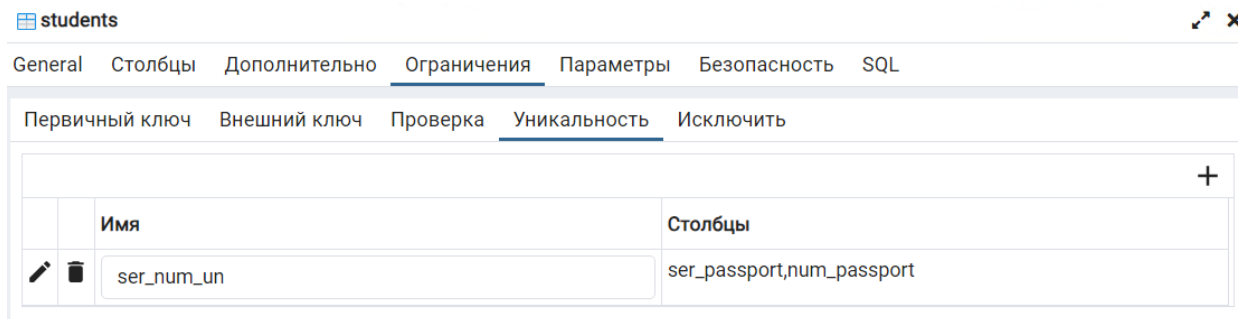 students
General Столбцы Дополнительно Ограничения Параметры Безопасность SQL
Первичный ключ Внешний ключ Проверка Уникальность Исключить
Имя Столбцы
ser_num_un ser_passport,num_passport